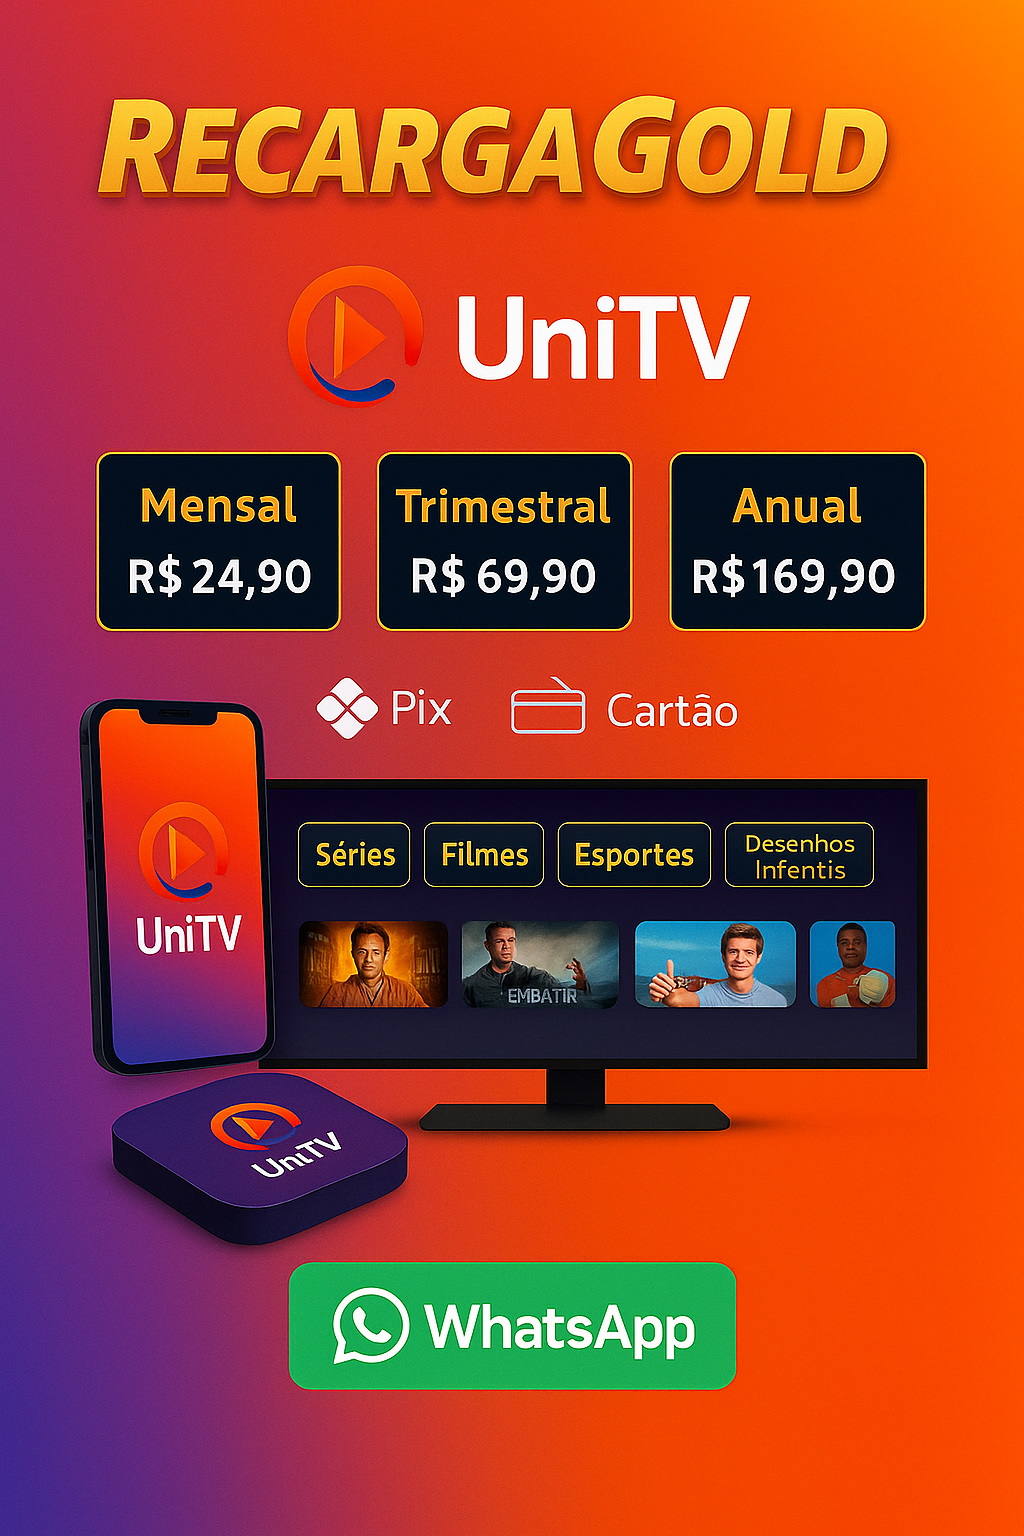 RECARGAGOLD
UniTV
Mensal
R$ 24,90
Trimestral
R$ 69,90
Anual
R$ 169,90
Pix
Cartão
UniTV
Séries
Filmes
Esportes
Desenhos
Infentis
EMBATIR
UniTV
WhatsApp